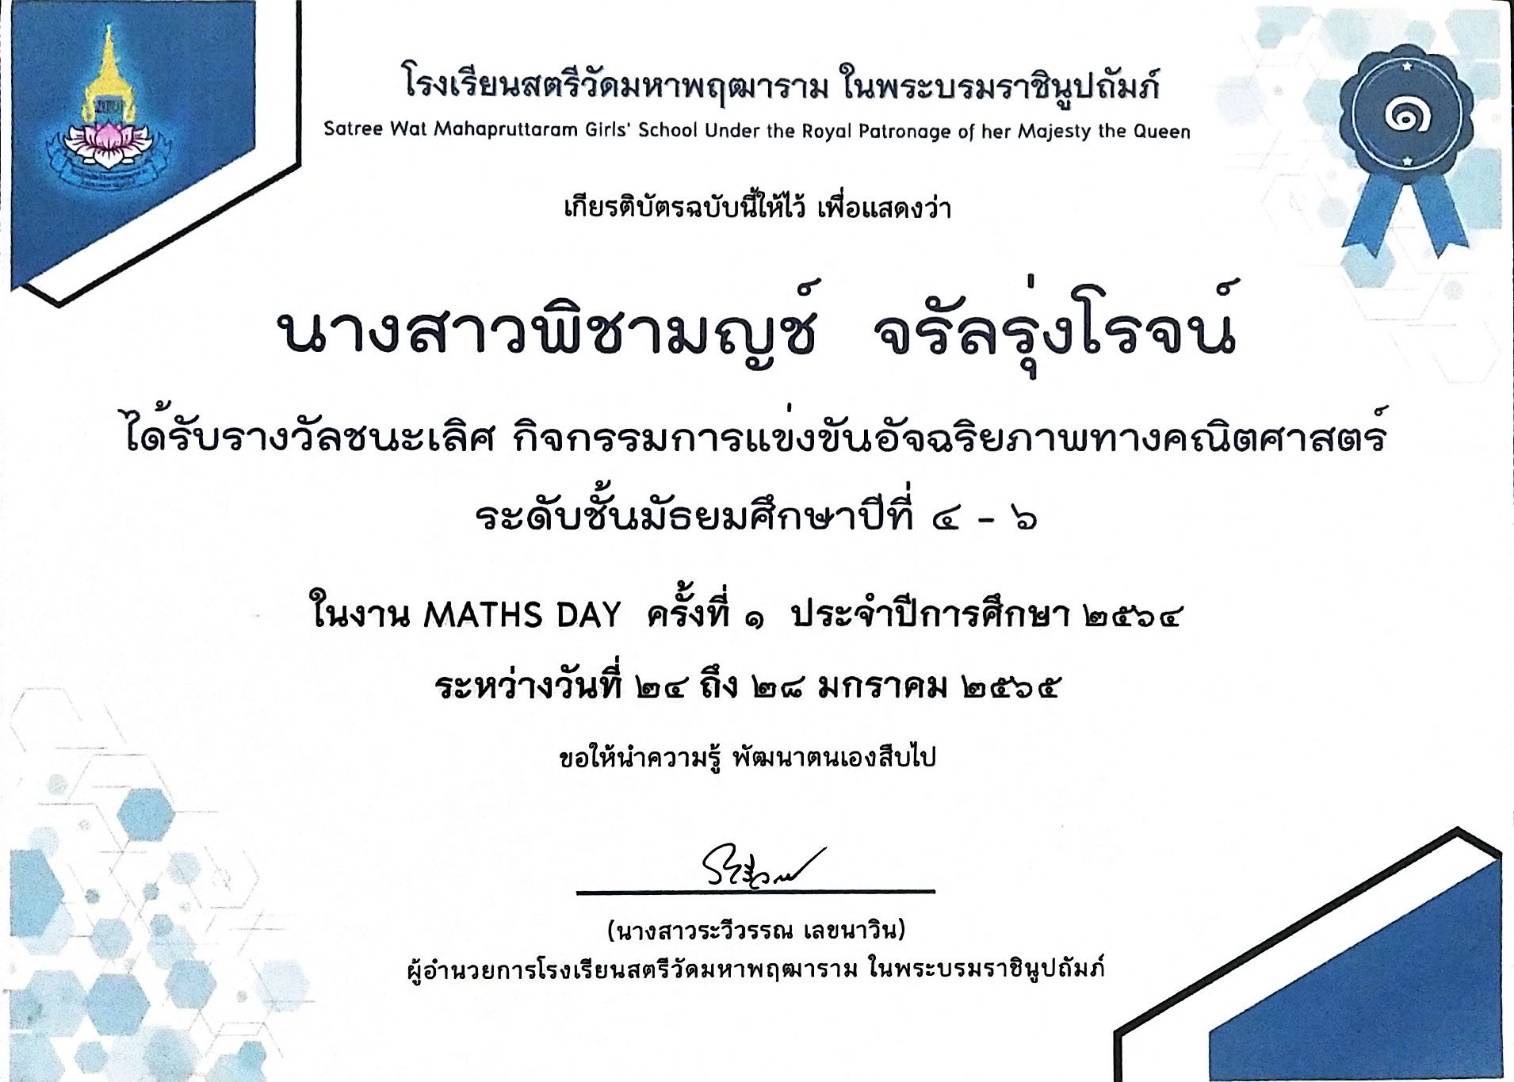 โรงเรียนสตรีวัดมหาพฤฒาราม ในพระบรมราชินูปถัมภ์
Satree Wat Mahapruttaram Girls' School Under the Royal Patronage of her Majesty the Queen
๑
เกียรติบัตรฉบับนี้ให้ไว้ เพื่อแสดงว่า
นางสาวพิชามญช์ จรัลรุ่งโรจน์
ได้รับรางวัลชนะเลิศ กิจกรรมการแข่งขันอัจฉริยภาพทางคณิตศาสตร์
ระดับชั้นมัธยมศึกษาปีที่ ๔ - ๖
ในงาน MATHS DAY ครั้งที่ ๑ ประจำปีการศึกษา ๒๕๖๔
ระหว่างวันที่ ๒๔ ถึง ๒๘ มกราคม ๒๕๖๕
ขอให้นำความรู้ พัฒนาตนเองสืบไป
(นางสาวระวีวรรณ เลขนาวิน)
ผู้อำนวยการโรงเรียนสตรีวัดมหาพฤฒาราม ในพระบรมราชินูปถัมภ์